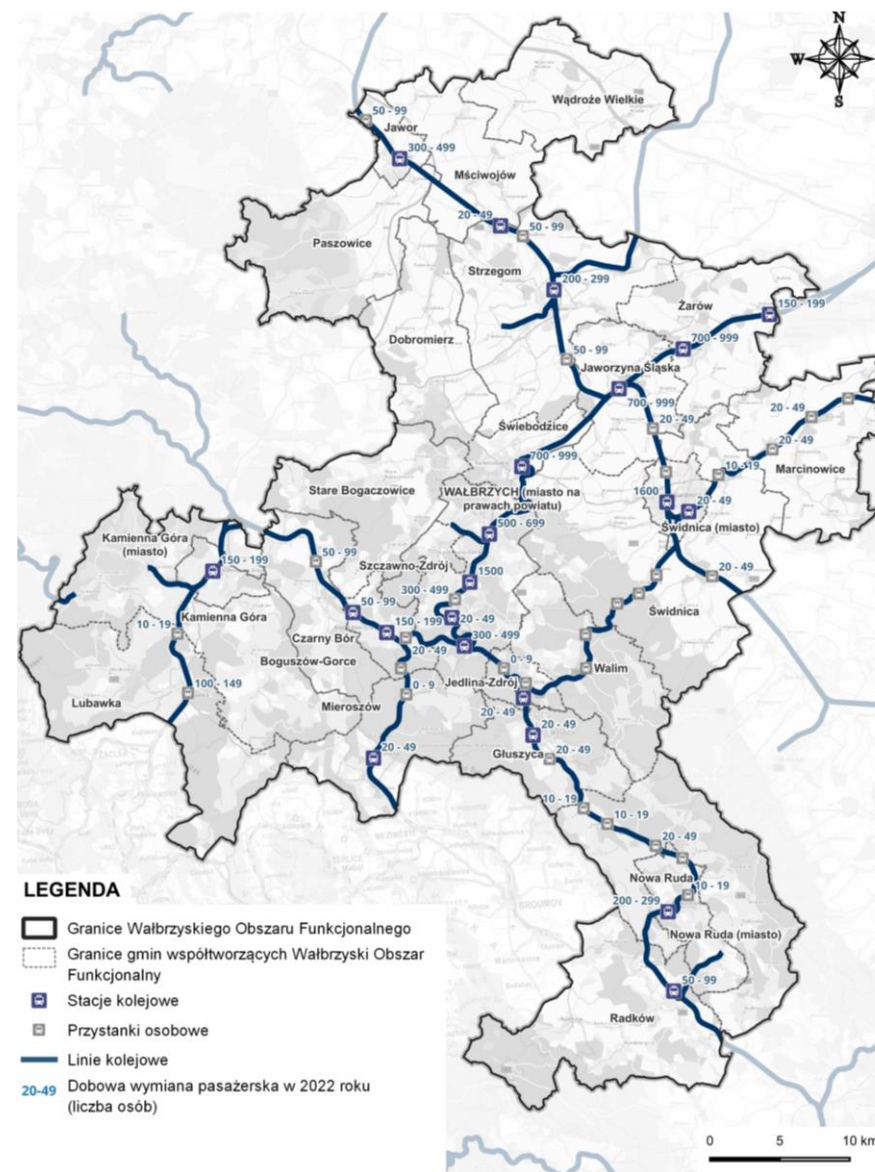 N
W
E
S
Wądroże Wielkie
50 - 99
Jawor
300 - 499
Mściwojów
20 - 49
50 - 99
Paszowice
Strzegom
200 - 299
Żarów
150 - 199
Dobromierz
700 - 999
50 - 99
Jaworzyna Śląska
700 - 999
20 - 49
20 - 49
Świebodzice
20 - 49
Marcinowice
700 - 999
10 - 19
Stare Bogaczowice
WAŁBRZYCH (miasto na
prawach powiatu)
1600
20 - 49
500 - 699
Świdnica (miasto)
Kamienna Góra
(miasto)
150 - 199
50 - 99
Szczawno-Zdrój
1500
20 - 49
300 - 499
Świdnica
Kamienna Góra
50 - 99
10 - 19
Czarny Bór
150 - 199
20 - 49
300 - 499
20 - 49
Boguszów-Gorce
0 - 9
Walim
Jedlina-Zdrój
100 - 149
0 - 9
Lubawka
Mieroszów
20 - 49
20 - 49
20 - 49
Głuszyca
20 - 49
10 - 19
10 - 19
20 - 49
Nowa Ruda
10 - 19
200 - 299
Nowa Ruda (miasto)
50 - 99
Radków
LEGENDA
Granice Wałbrzyskiego Obszaru Funkcjonalnego
Granice gmin współtworzących Wałbrzyski Obszar
Funkcjonalny
Stacje kolejowe
Przystanki osobowe
Linie kolejowe
20-49 Dobowa wymiana pasażerska w 2022 roku
(liczba osób)
0 5 10 km